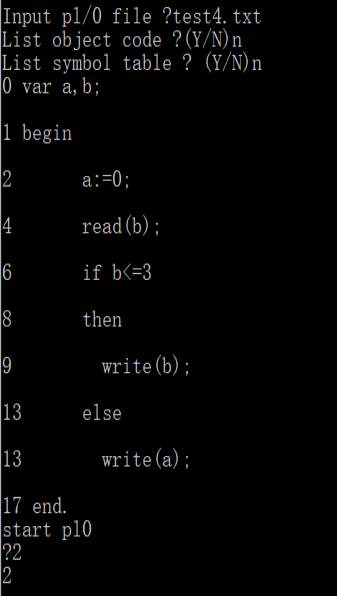 Input pl/0 file ?test4.txt
List object code ?(Y/N)n
List symbol table ? (Y/N)n
0 var a,b;
1 begin
2       a:=0;
4       read(b);
6       if b<=3
8       then
9         write(b);
13      else
13        write(a);
17 end.
start pl0
?2
2